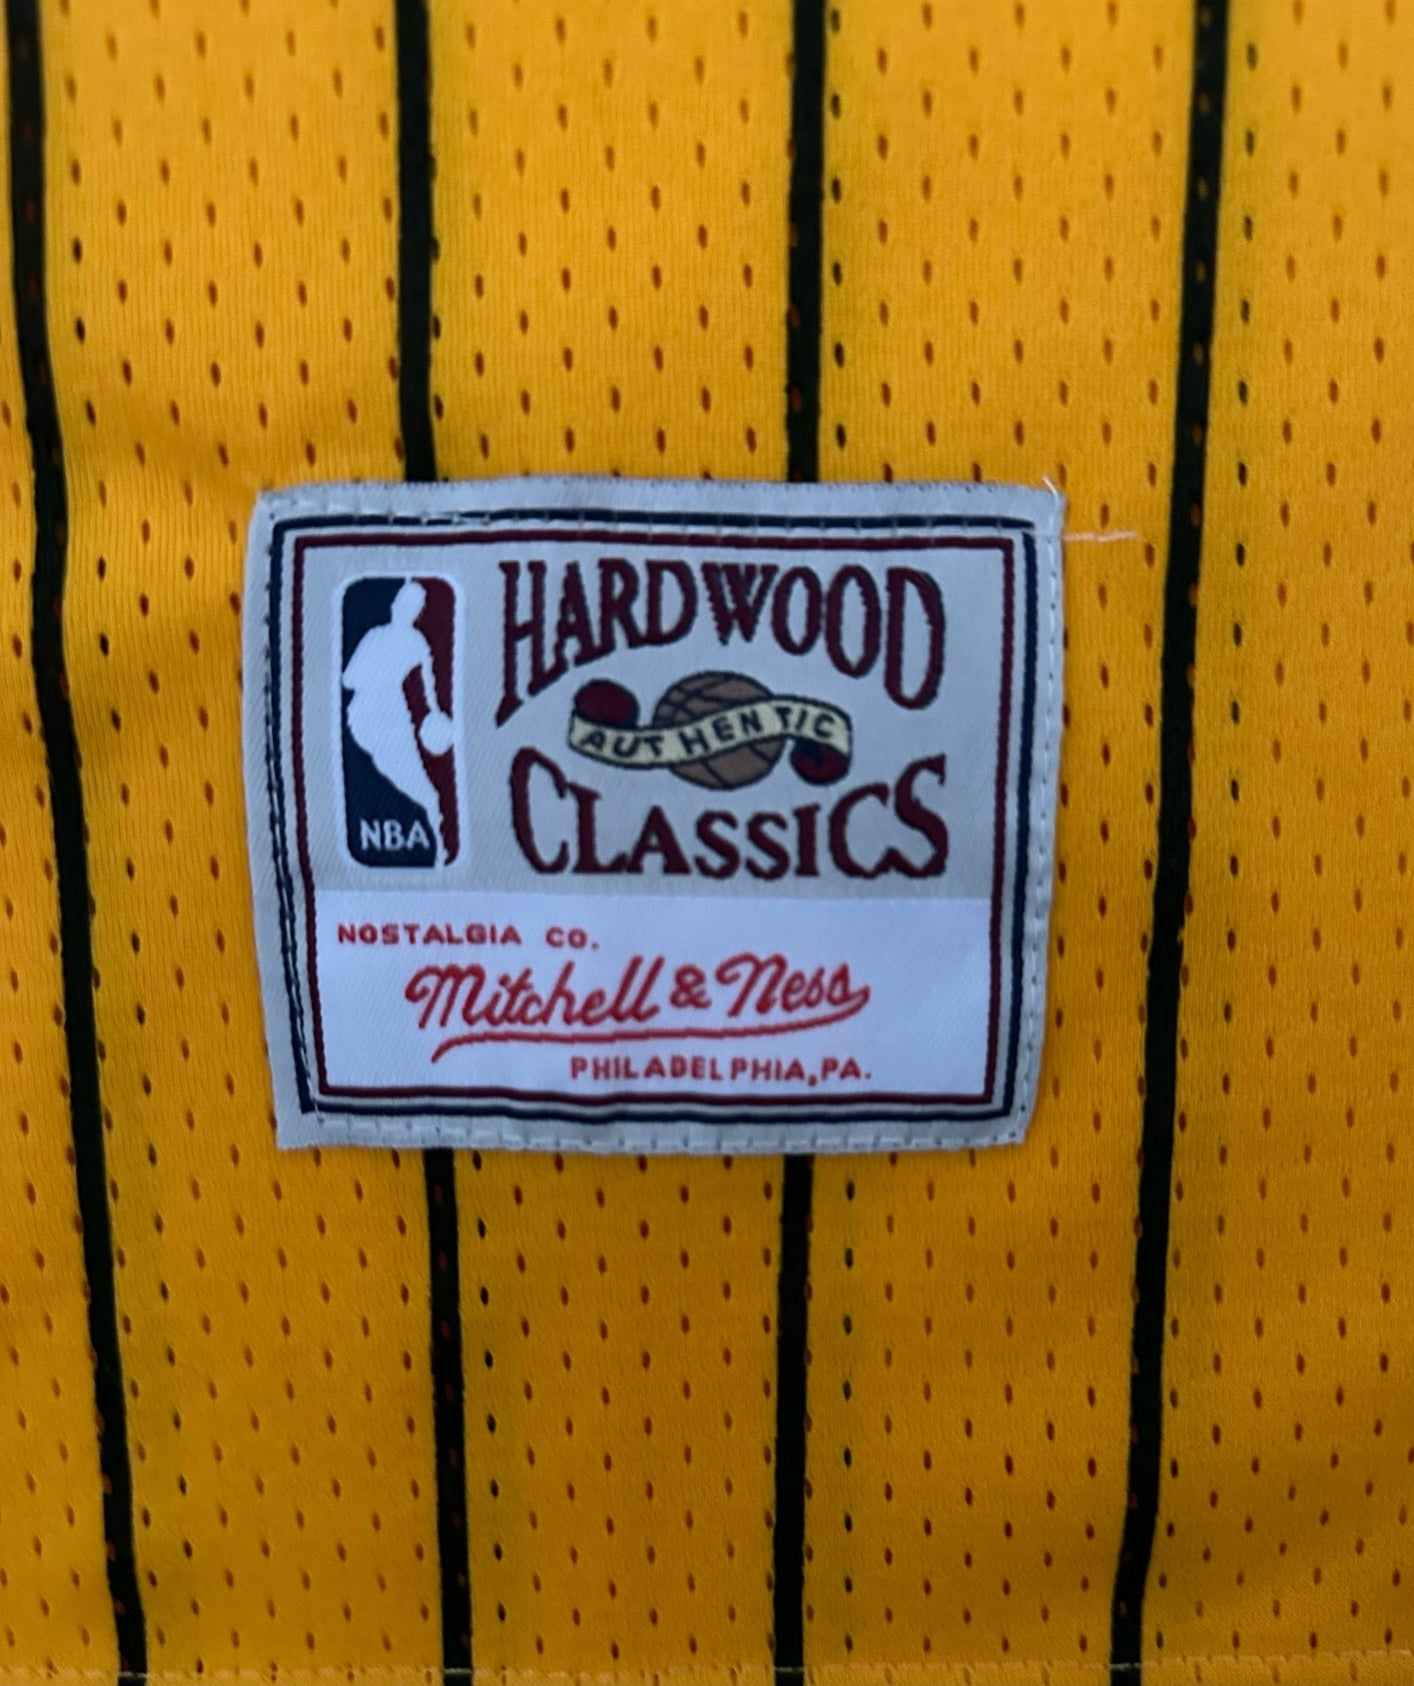 HARDWOOD
AUTHENTIC
CLASSICS
NBA
NOSTALGIA CO.
Mitchell & Ness
PHILADELPHIA, PA.